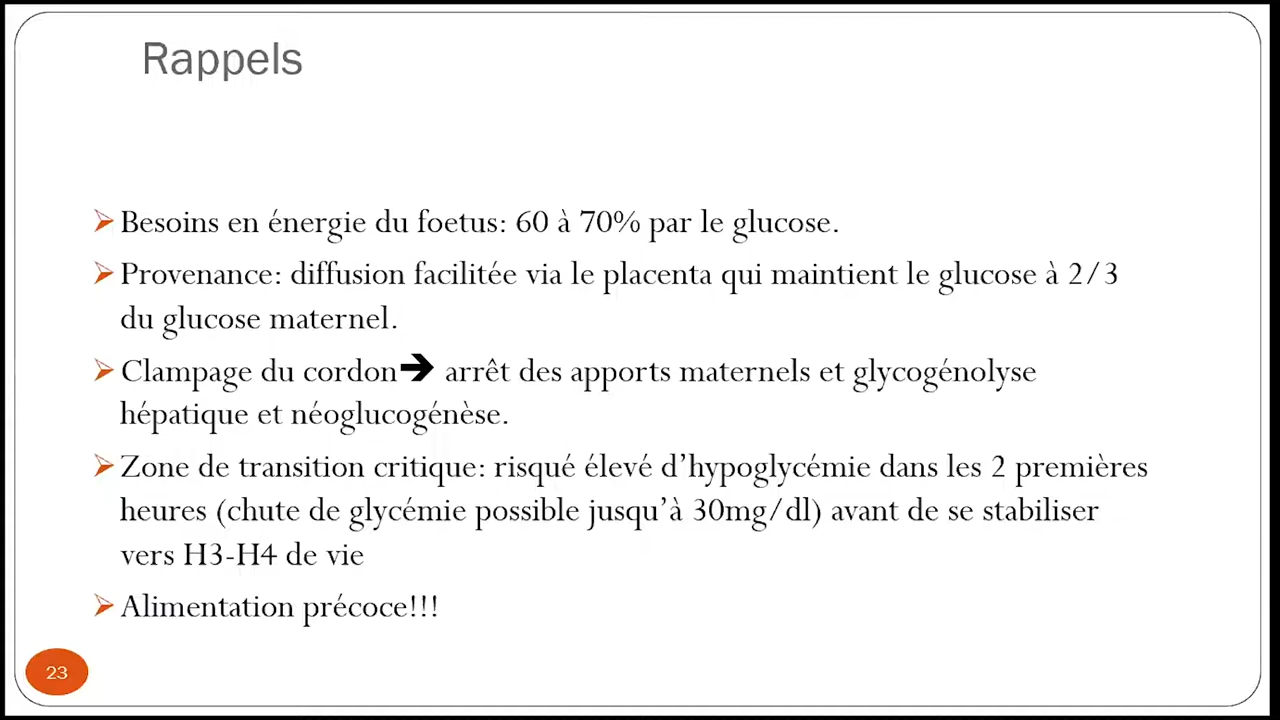 Rappels
Besoins en énergie du foetus: 60 à 70% par le glucose.
Provenance: diffusion facilitée via le placenta qui maintient le glucose à 2/3
du glucose maternel.
Clampage du cordon➔ arrêt des apports maternels et glycogénolyse
hépatique et néoglucogénèse.
Zone de transition critique: risqué élevé d’hypoglycémie dans les 2 premières
heures (chute de glycémie possible jusqu’à 30mg/dl) avant de se stabiliser
vers H3-H4 de vie
Alimentation précoce!!!
23